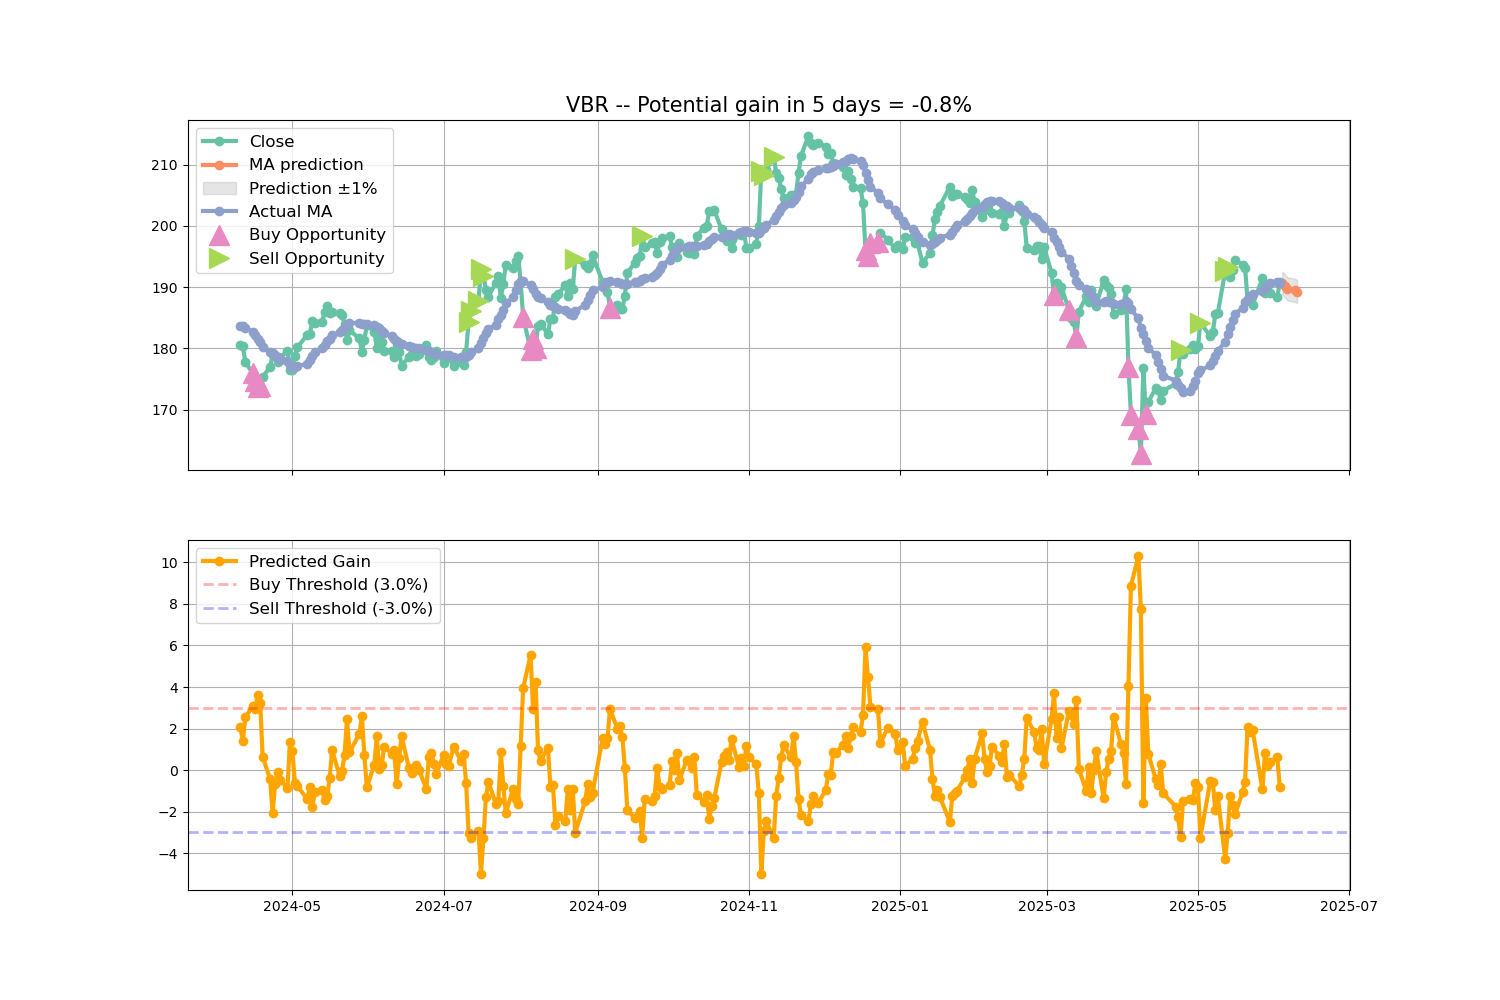 VBR -- Potential gain in 5 days = -0.8%
Close
MA prediction
Prediction ±1%
Actual MA
Buy Opportunity
Sell Opportunity
210
200
190
180
170
Predicted Gain
Buy Threshold (3.0%)
Sell Threshold (-3.0%)
10
8
6
4
2
0
−2
−4
2024-05 2024-07 2024-09 2024-11 2025-01 2025-03 2025-05 2025-07